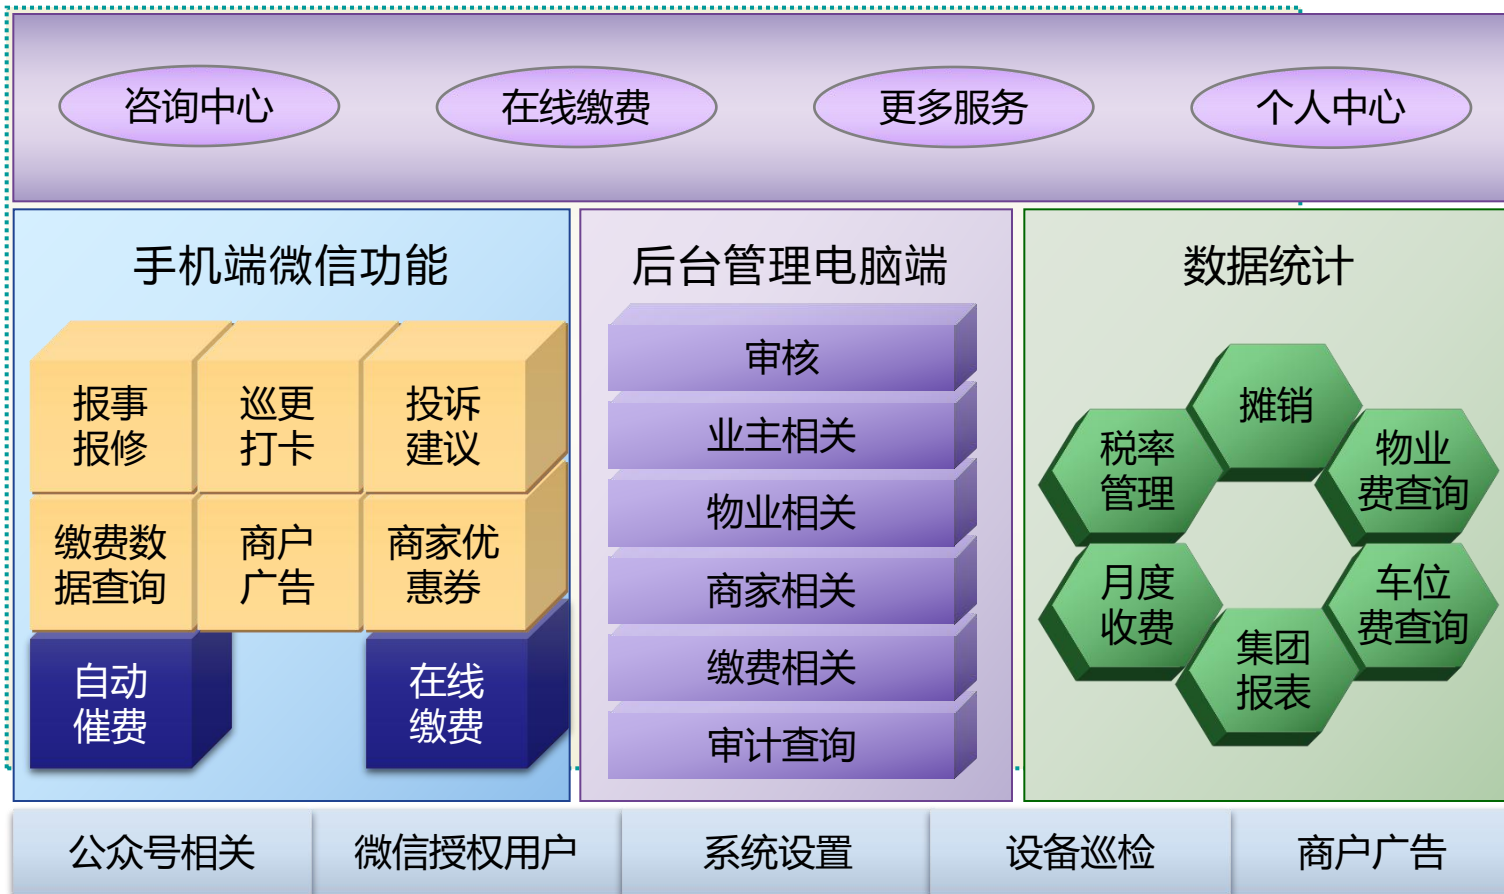 咨询中心
在线缴费
更多服务
个人中心
手机端微信功能
报事
报修
巡更
打卡
投诉
建议
缴费数
据查询
商户
广告
商家优
惠券
自动
催费
在线
缴费
后台管理电脑端
审核
业主相关
物业相关
商家相关
缴费相关
审计查询
数据统计
摊销
税率
管理
物业
费查询
月度
收费
车位
费查询
集团
报表
公众号相关
微信授权用户
系统设置
设备巡检
商户广告